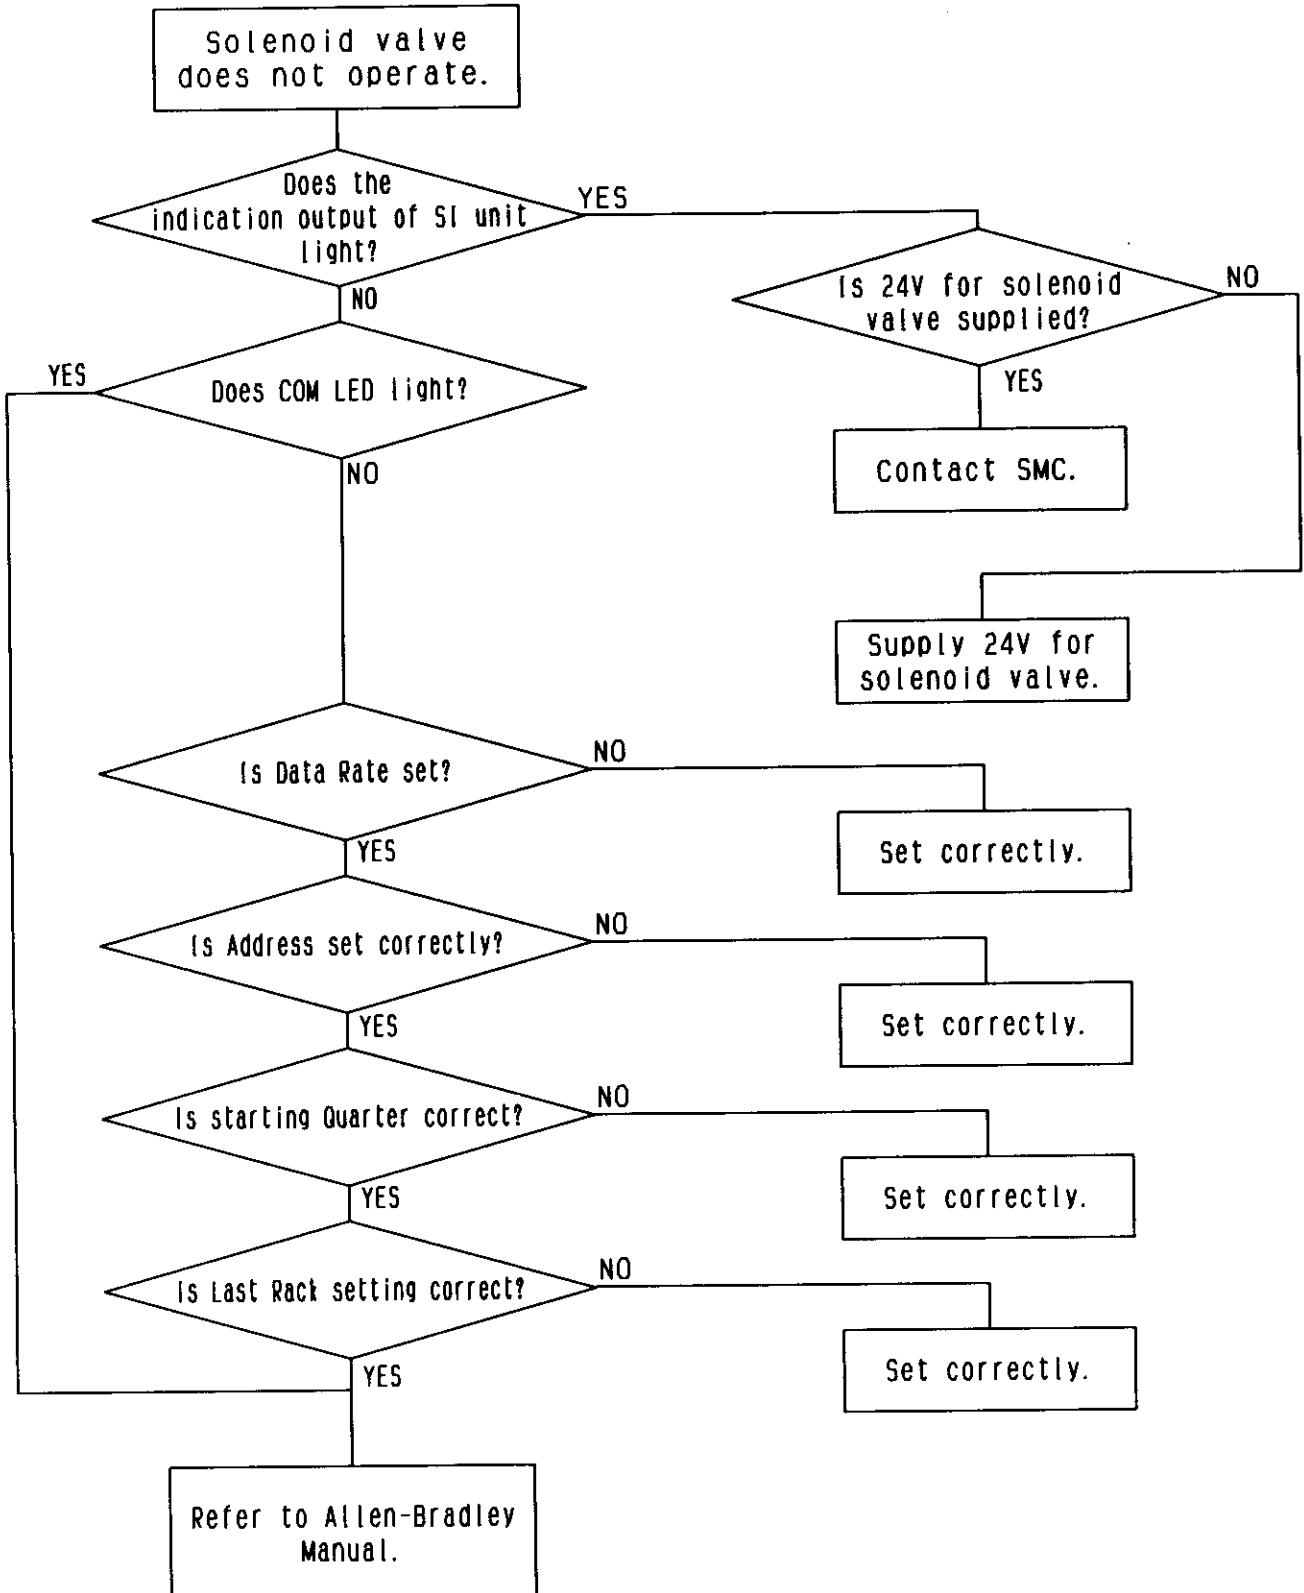 Solenoid valve
does not operate.
Does the
indication output of SI unit
light?
YES
NO
Is 24V for solenoid
valve supplied?
NO
YES
Contact SMC.
Supply 24V for
solenoid valve.
YES
Does COM LED light?
NO
Is Data Rate set?
NO
YES
Set correctly.
Is Address set correctly?
NO
YES
Set correctly.
Is starting Quarter correct?
NO
YES
Set correctly.
Is Last Rack setting correct?
NO
YES
Set correctly.
Refer to Allen-Bradley
Manual.